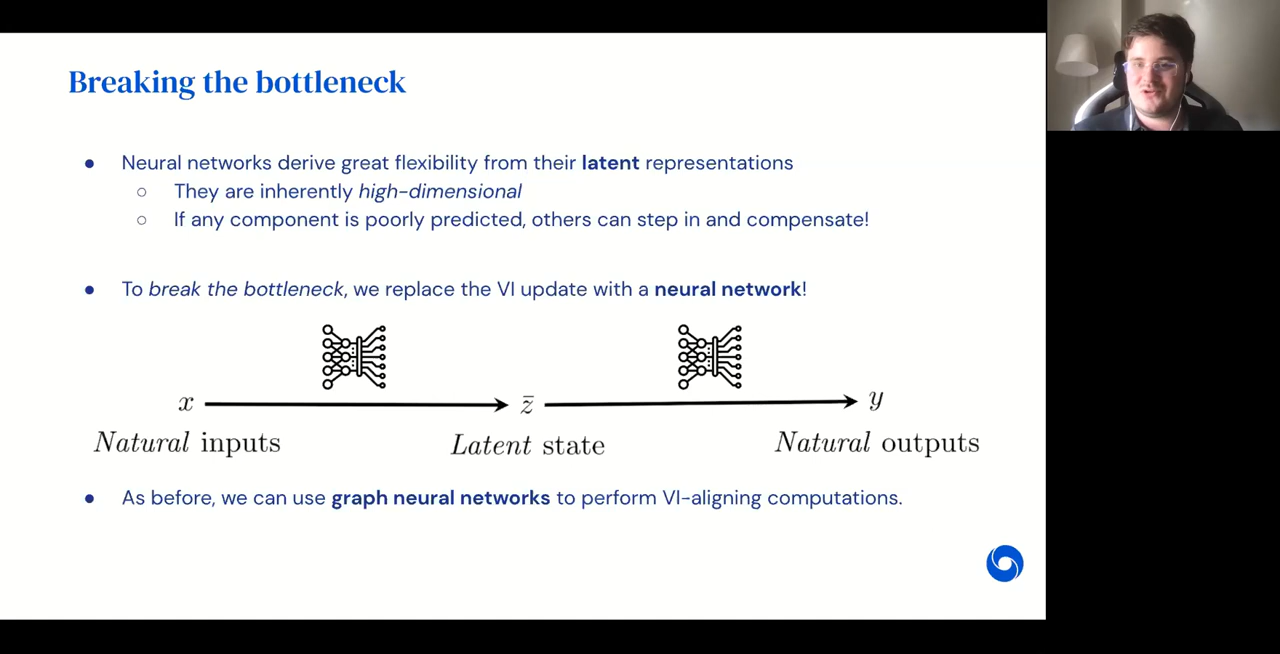 Breaking the bottleneck
● Neural networks derive great flexibility from their latent representations
○ They are inherently high-dimensional
○ If any component is poorly predicted, others can step in and compensate!
● To break the bottleneck, we replace the VI update with a neural network!
x z̄ y
Natural inputs Latent state Natural outputs
● As before, we can use graph neural networks to perform VI-aligning computations.